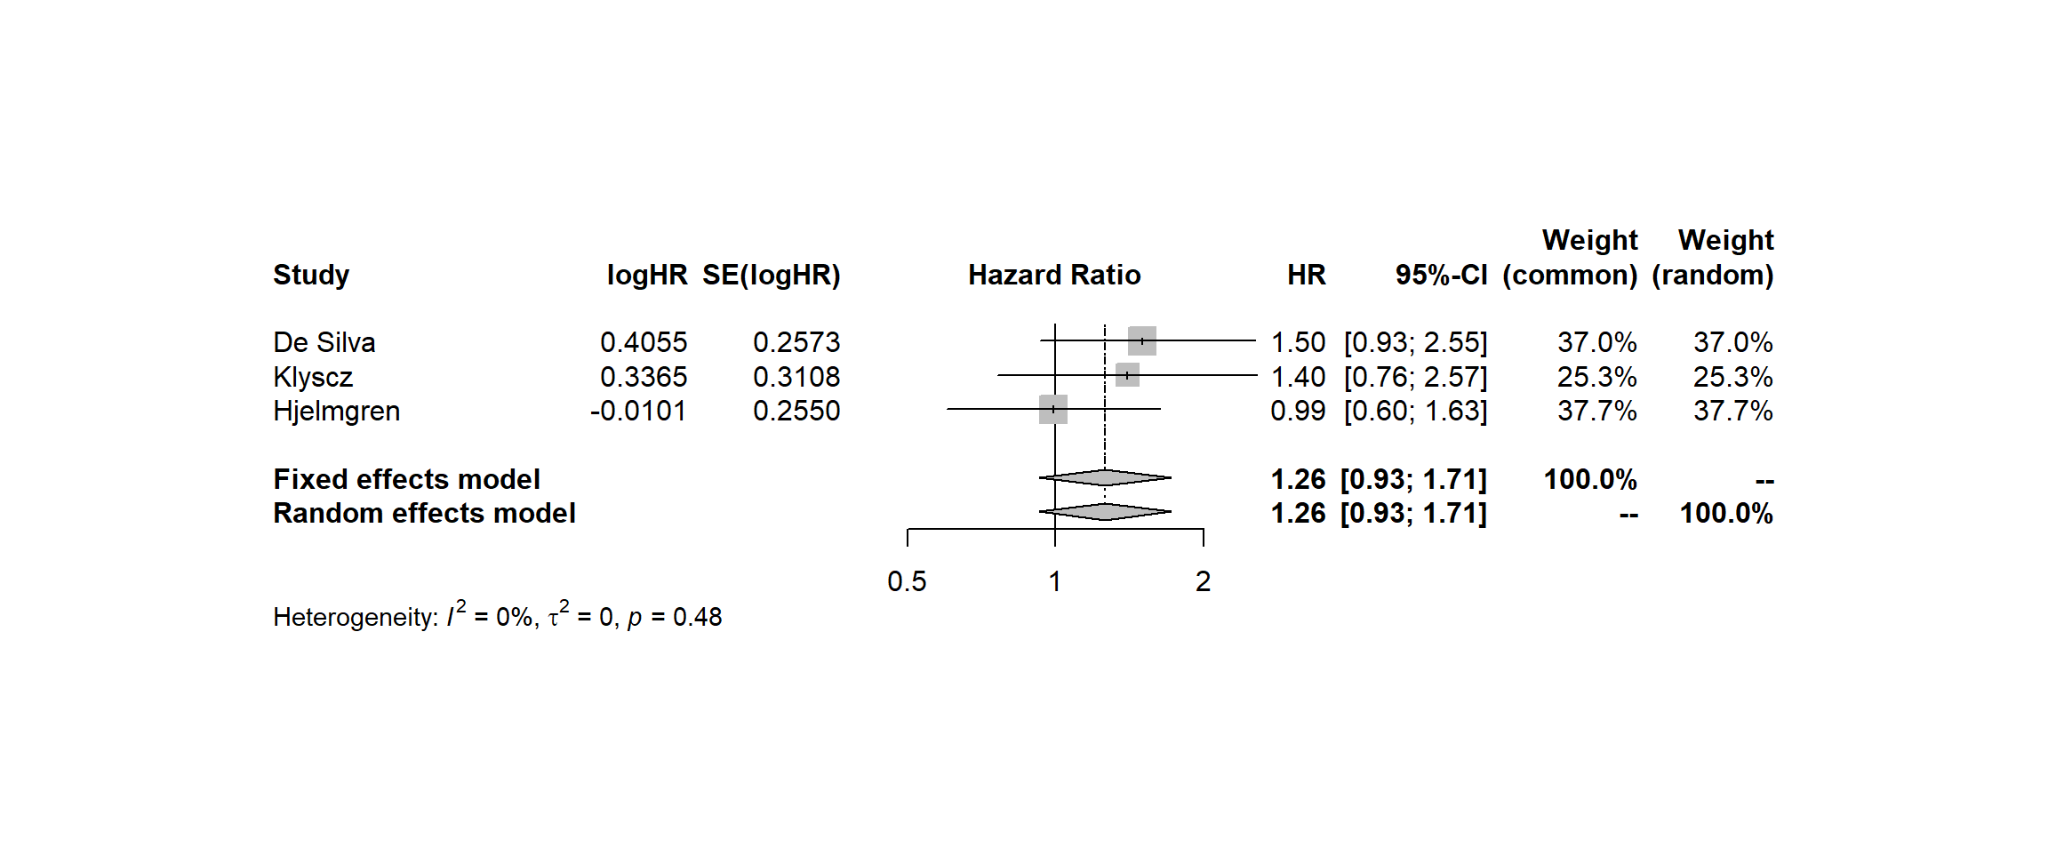 Weight Weight
Study logHR SE(logHR) Hazard Ratio HR 95%-CI (common) (random)
De Silva 0.4055 0.2573 1.50 [0.93; 2.55] 37.0% 37.0%
Klyscz 0.3365 0.3108 1.40 [0.76; 2.57] 25.3% 25.3%
Hjelmgren -0.0101 0.2550 0.99 [0.60; 1.63] 37.7% 37.7%
Fixed effects model 1.26 [0.93; 1.71] 100.0% --
Random effects model 1.26 [0.93; 1.71] -- 100.0%
0.5 1 2
Heterogeneity: I² = 0%, τ² = 0, p = 0.48